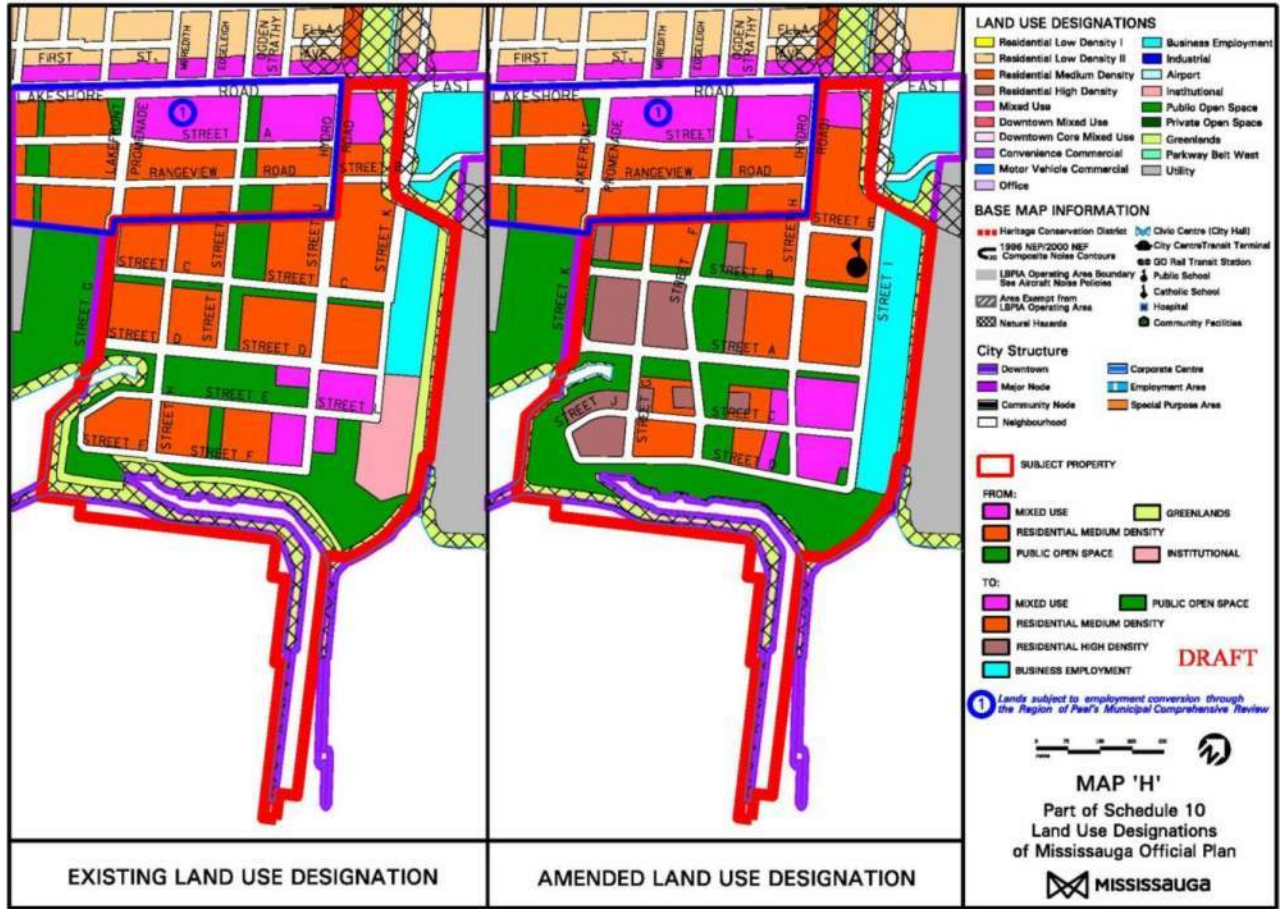 FIRST ST.
MEREDITH
EDGELEIGH
OGDEN
STRATHY
ELLA
AVE.
LAKESHORE ROAD EAST
LAKEFRONT
PROMENADE
1
STREET A
HYDRO
ROAD
RANGEVIEW ROAD
STREET B
STREET J
STREET K
STREET C
STREET G
STREET D
STREET D
STREET E
STREET L
STREET F
STREET F
EXISTING LAND USE DESIGNATION
FIRST ST.
MEREDITH
EDGELEIGH
OGDEN
STRATHY
ELLA
AVE.
LAKESHORE ROAD EAST
LAKEFRONT
PROMENADE
1
STREET L
(HYDRO
ROAD)
RANGEVIEW ROAD
STREET H
STREET E
STREET F
STREET B
STREET I
STREET K
STREET A
STREET J
STREET G
STREET C
STREET D
AMENDED LAND USE DESIGNATION
LAND USE DESIGNATIONS
Residential Low Density I
Residential Low Density II
Residential Medium Density
Residential High Density
Mixed Use
Downtown Mixed Use
Downtown Core Mixed Use
Convenience Commercial
Motor Vehicle Commercial
Office
Business Employment
Industrial
Airport
Institutional
Public Open Space
Private Open Space
Greenlands
Parkway Belt West
Utility
BASE MAP INFORMATION
Heritage Conservation District
1996 NEP/2000 NEF
Composite Noise Contours
LBPIA Operating Area Boundary
See Aircraft Noise Policies
Area Exempt from
LBPIA Operating Area
Natural Hazards
Civic Centre (City Hall)
City Centre Transit Terminal
GO Rail Transit Station
Public School
Catholic School
Hospital
Community Facilities
City Structure
Downtown
Major Node
Community Node
Neighbourhood
Corporate Centre
Employment Area
Special Purpose Area
SUBJECT PROPERTY
FROM:
MIXED USE
GREENLANDS
RESIDENTIAL MEDIUM DENSITY
PUBLIC OPEN SPACE
INSTITUTIONAL
TO:
MIXED USE
PUBLIC OPEN SPACE
RESIDENTIAL MEDIUM DENSITY
RESIDENTIAL HIGH DENSITY
BUSINESS EMPLOYMENT
DRAFT
1 Lands subject to employment conversion through
the Region of Peel's Municipal Comprehensive Review
MAP 'H'
Part of Schedule 10
Land Use Designations
of Mississauga Official Plan
MISSISSAUGA